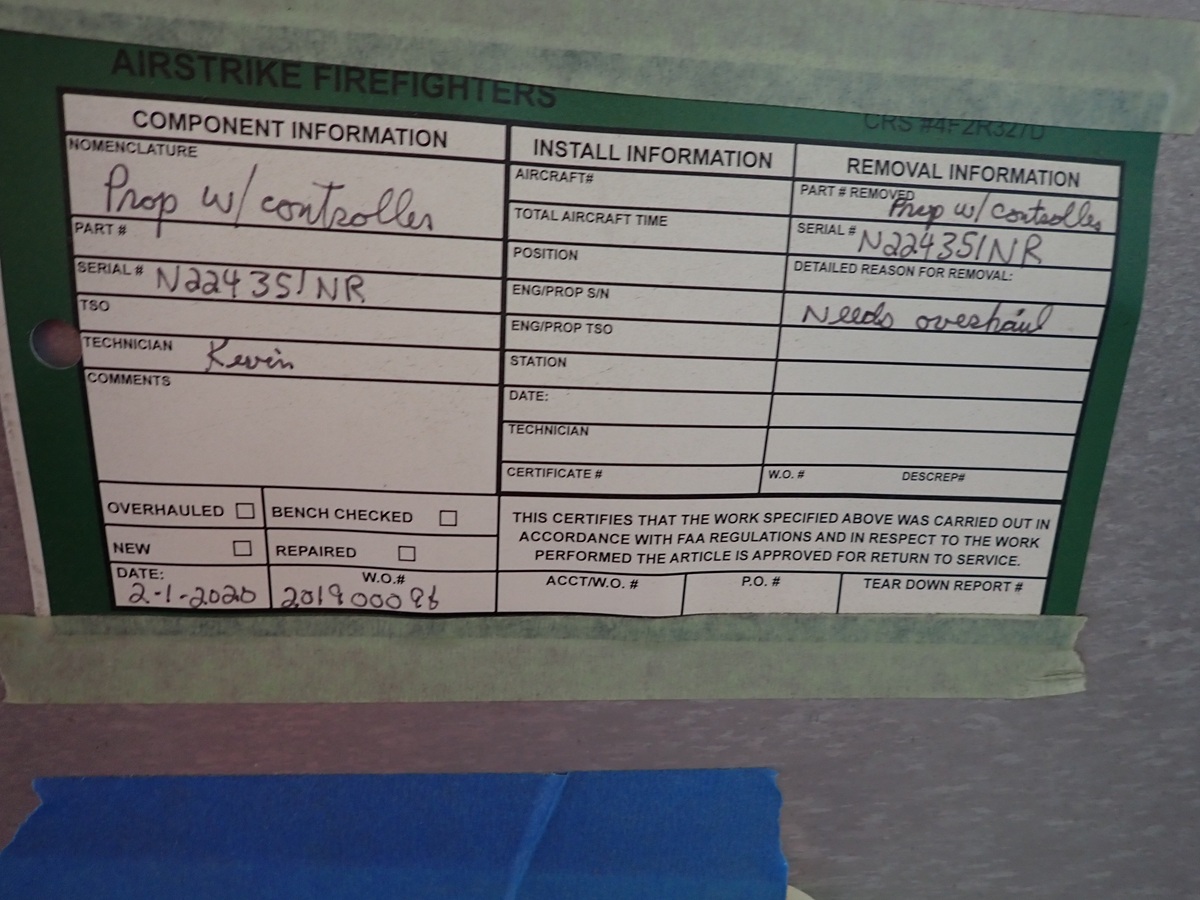 AIRSTRIKE FIREFIGHTERS
CRS #4F2R327D
COMPONENT INFORMATION
NOMENCLATURE
Prop w/ controller
PART #
SERIAL # N224351NR
TSO
TECHNICIAN Kevin
COMMENTS
OVERHAULED ☐ BENCH CHECKED ☐
NEW ☐ REPAIRED ☐
DATE: W.O.#
2-1-2020 201900096
INSTALL INFORMATION
AIRCRAFT#
TOTAL AIRCRAFT TIME
POSITION
ENG/PROP S/N
ENG/PROP TSO
STATION
DATE:
TECHNICIAN
CERTIFICATE #
REMOVAL INFORMATION
PART # REMOVED
Prop w/ controller
SERIAL # N224351NR
DETAILED REASON FOR REMOVAL:
Needs overhaul
W.O. # DESCREP#
THIS CERTIFIES THAT THE WORK SPECIFIED ABOVE WAS CARRIED OUT IN
ACCORDANCE WITH FAA REGULATIONS AND IN RESPECT TO THE WORK
PERFORMED THE ARTICLE IS APPROVED FOR RETURN TO SERVICE.
ACCT/W.O. # P.O. # TEAR DOWN REPORT #